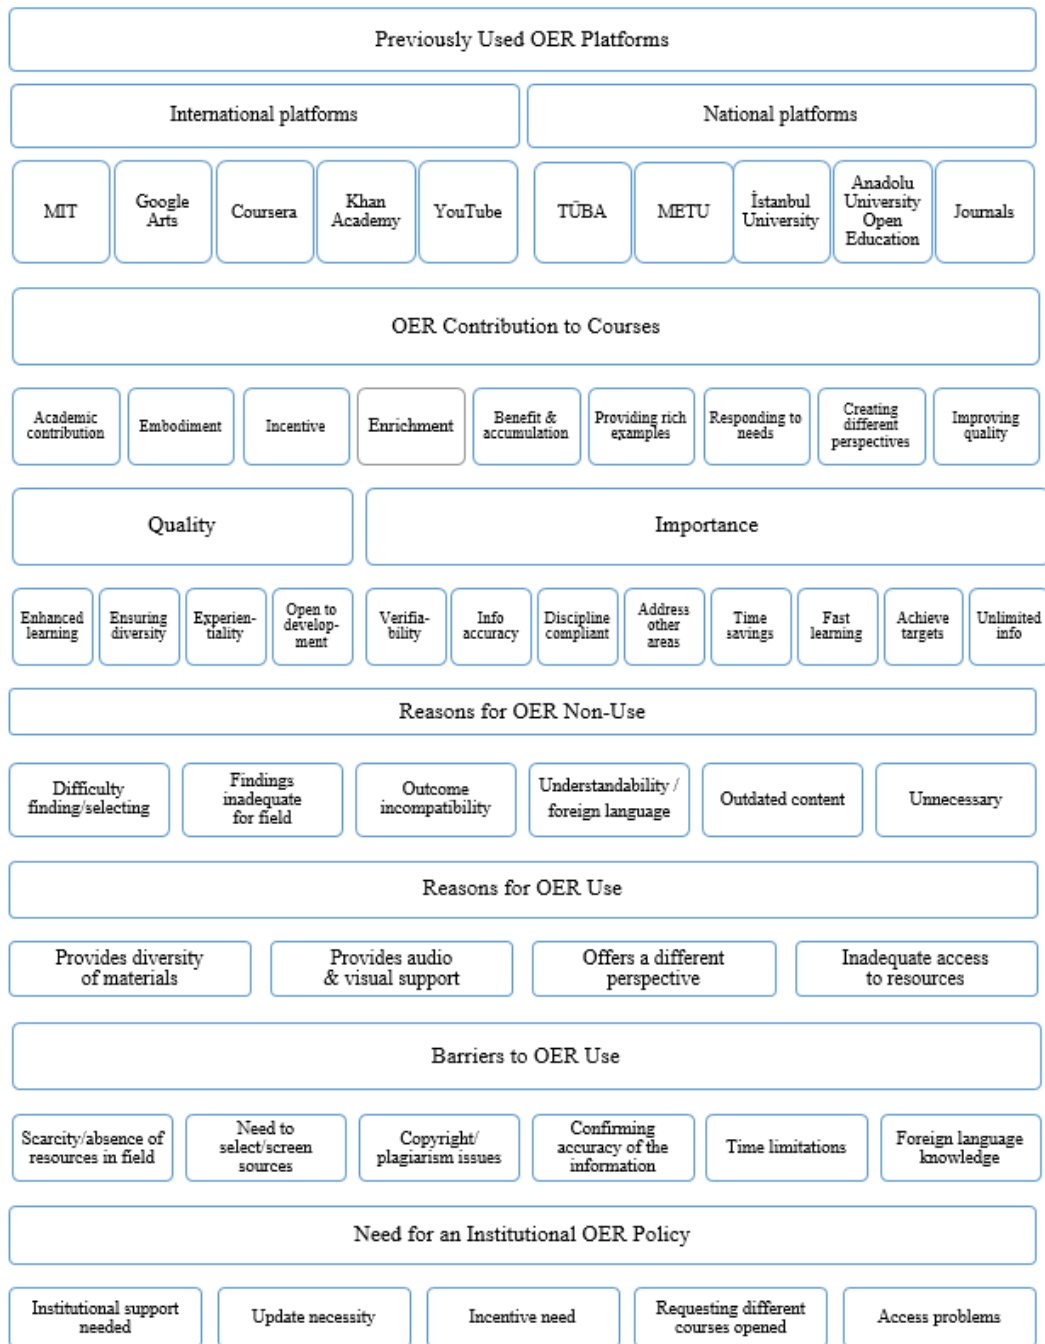 Previously Used OER Platforms
International platforms
National platforms
MIT
Google
Arts
Coursera
Khan
Academy
YouTube
TÜBA
METU
İstanbul
University
Anadolu
University
Open
Education
Journals
OER Contribution to Courses
Academic
contribution
Embodiment
Incentive
Enrichment
Benefit &
accumulation
Providing rich
examples
Responding to
needs
Creating
different
perspectives
Improving
quality
Quality
Importance
Enhanced
learning
Ensuring
diversity
Experien-
tiality
Open to
develop-
ment
Verifia-
bility
Info
accuracy
Discipline
compliant
Address
other
areas
Time
savings
Fast
learning
Achieve
targets
Unlimited
info
Reasons for OER Non-Use
Difficulty
finding/selecting
Findings
inadequate
for field
Outcome
incompatibility
Understandability /
foreign language
Outdated content
Unnecessary
Reasons for OER Use
Provides diversity
of materials
Provides audio
& visual support
Offers a different
perspective
Inadequate access
to resources
Barriers to OER Use
Scarcity/absence of
resources in field
Need to
select/screen
sources
Copyright/
plagiarism issues
Confirming
accuracy of the
information
Time limitations
Foreign language
knowledge
Need for an Institutional OER Policy
Institutional support
needed
Update necessity
Incentive need
Requesting different
courses opened
Access problems